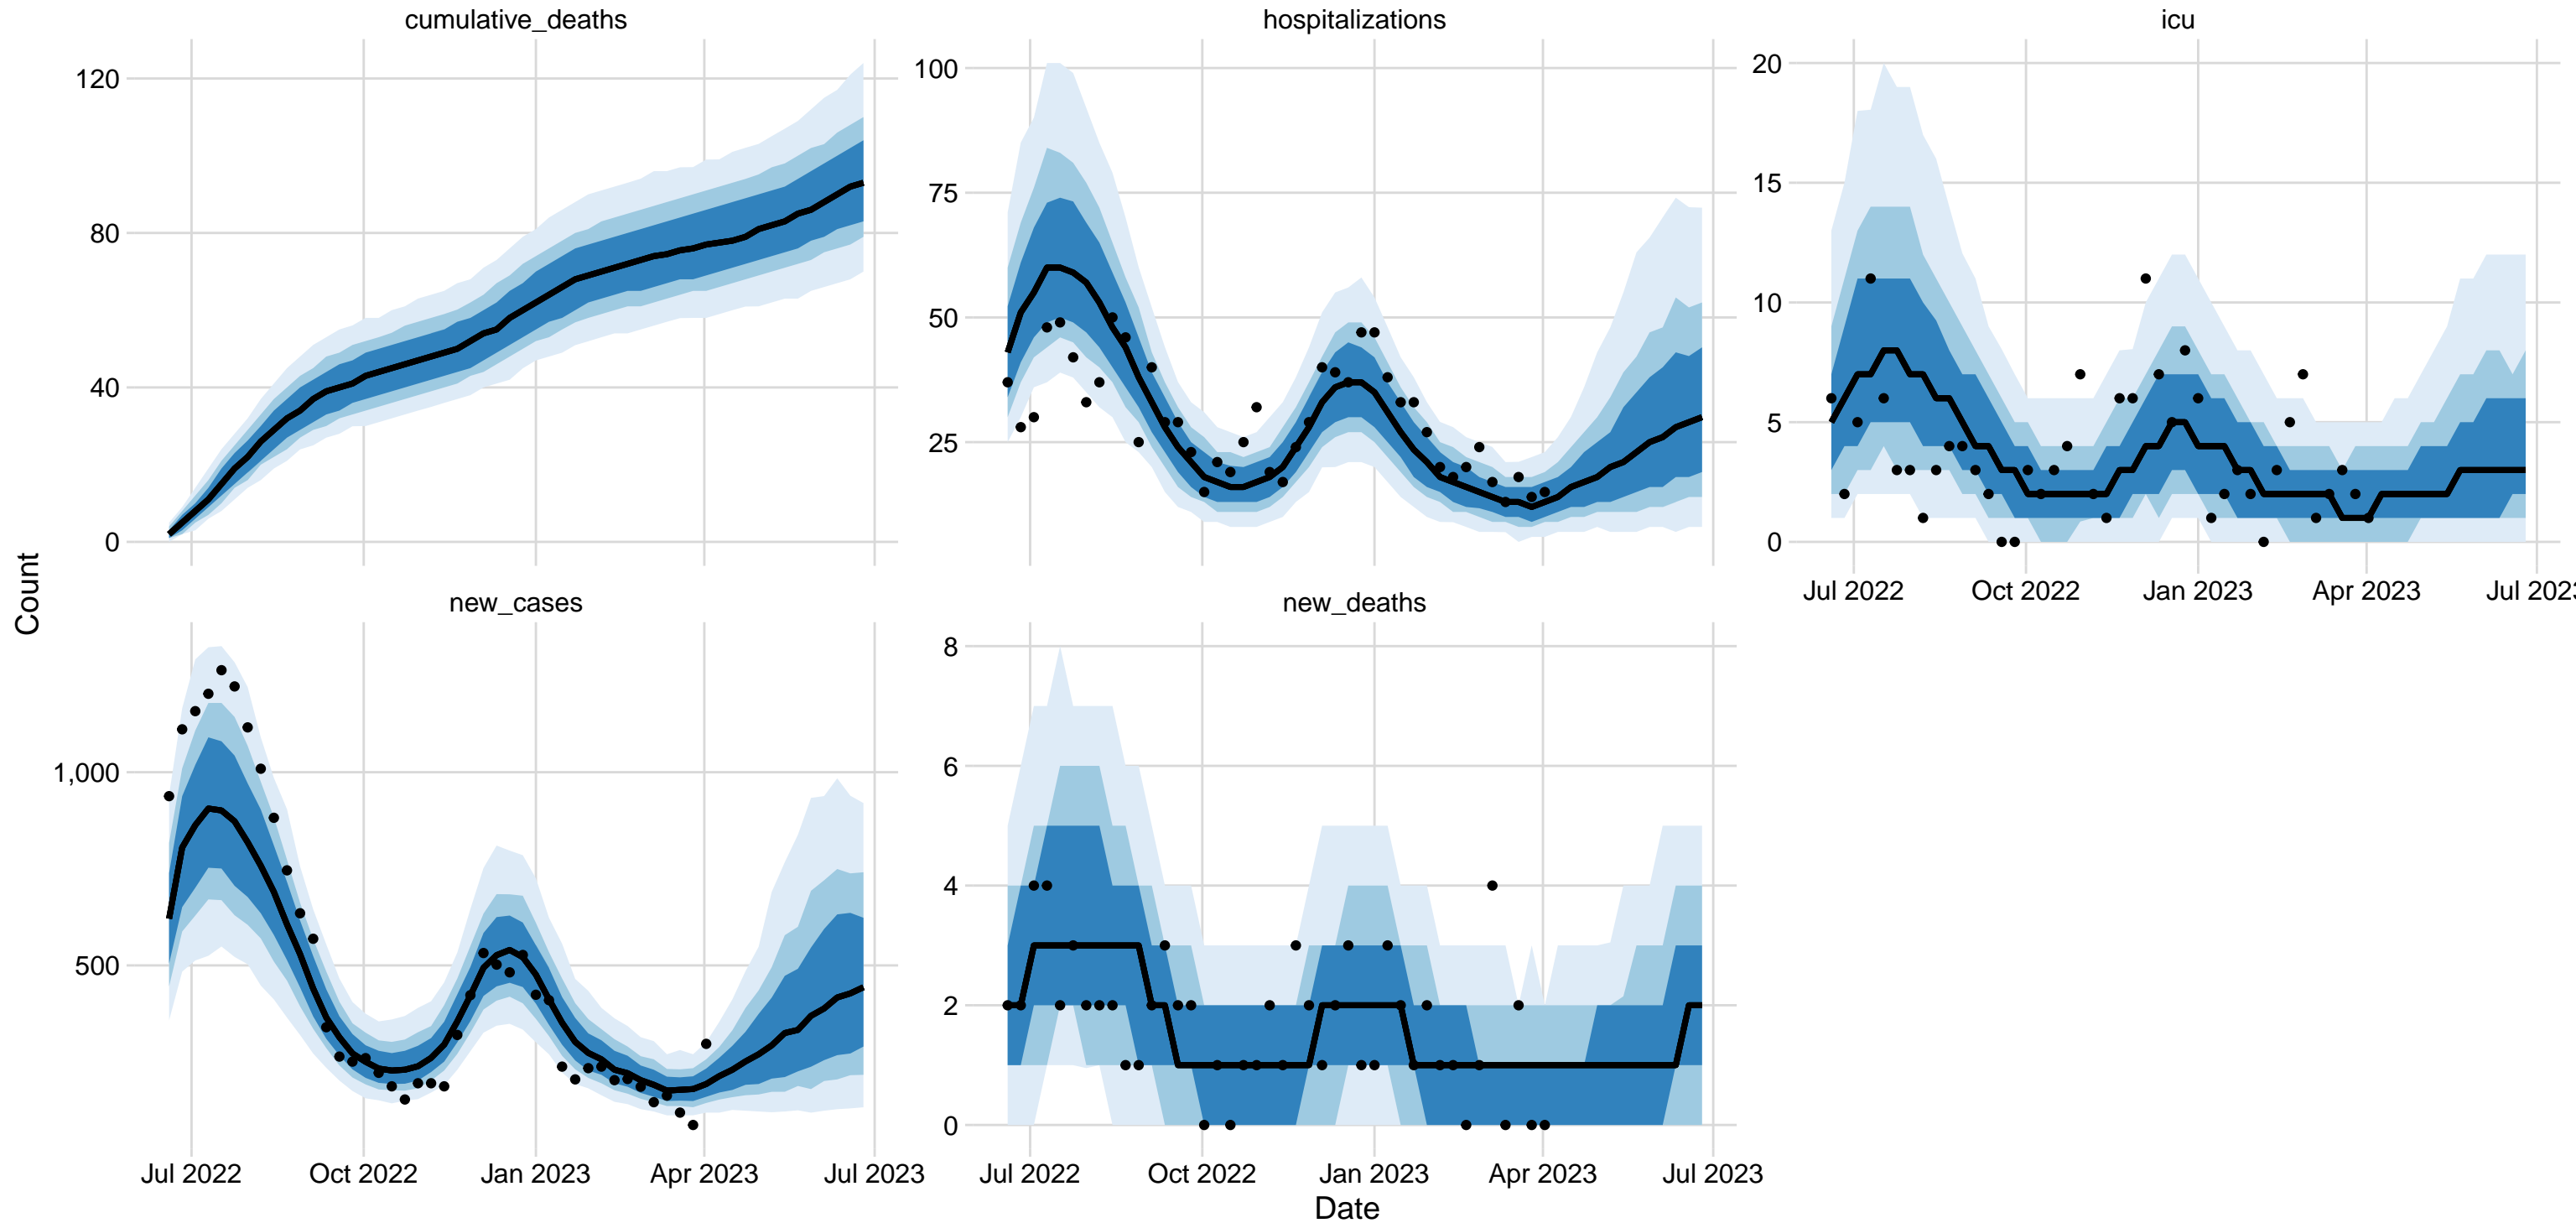 cumulative_deaths
hospitalizations
icu
120
80
40
0
100
75
50
25
20
15
10
5
0
Jul 2022
Oct 2022
Jan 2023
Apr 2023
Jul 2023
Count
new_cases
new_deaths
1,000
500
8
6
4
2
0
Jul 2022
Oct 2022
Jan 2023
Apr 2023
Jul 2023
Jul 2022
Oct 2022
Jan 2023
Apr 2023
Jul 2023
Date